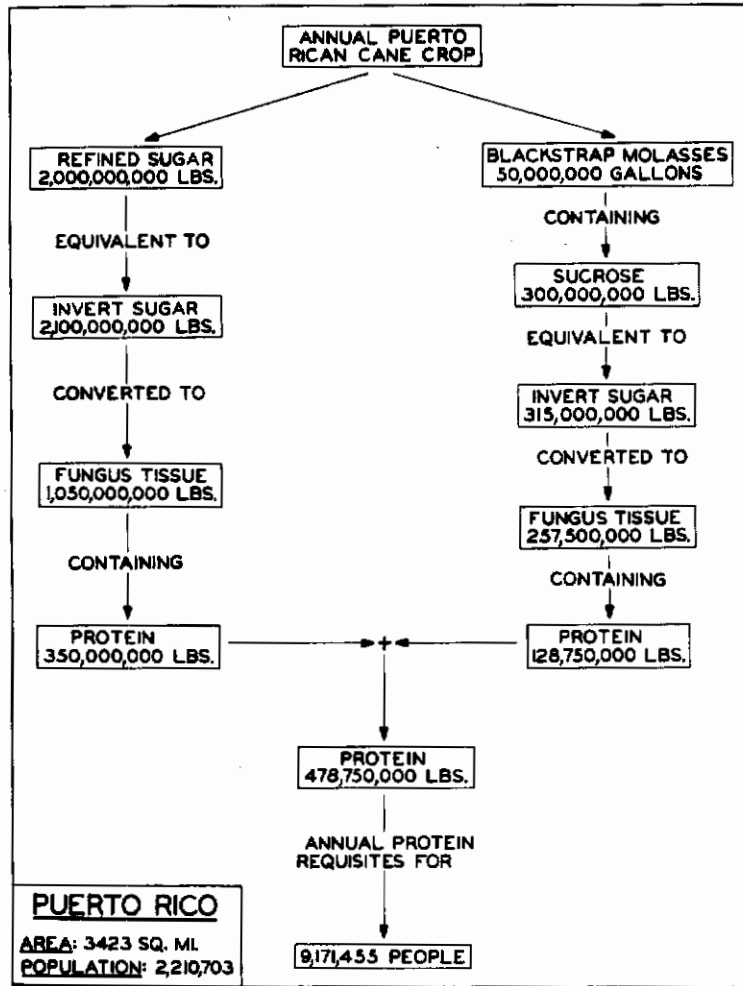 ANNUAL PUERTO
RICAN CANE CROP
REFINED SUGAR
2,000,000,000 LBS.
EQUIVALENT TO
INVERT SUGAR
2,100,000,000 LBS.
CONVERTED TO
FUNGUS TISSUE
1,050,000,000 LBS.
CONTAINING
PROTEIN
350,000,000 LBS.
BLACKSTRAP MOLASSES
50,000,000 GALLONS
CONTAINING
SUCROSE
300,000,000 LBS.
EQUIVALENT TO
INVERT SUGAR
315,000,000 LBS.
CONVERTED TO
FUNGUS TISSUE
257,500,000 LBS.
CONTAINING
PROTEIN
128,750,000 LBS.
+
PROTEIN
478,750,000 LBS.
ANNUAL PROTEIN
REQUISITES FOR
9,171,455 PEOPLE
PUERTO RICO
AREA: 3423 SQ. MI.
POPULATION: 2,210,703